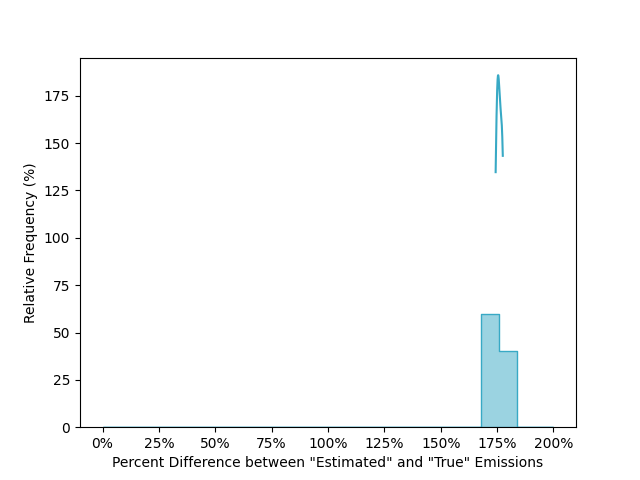 175
150
125
100
75
50
25
0
Relative Frequency (%)
0% 25% 50% 75% 100% 125% 150% 175% 200%
Percent Difference between "Estimated" and "True" Emissions